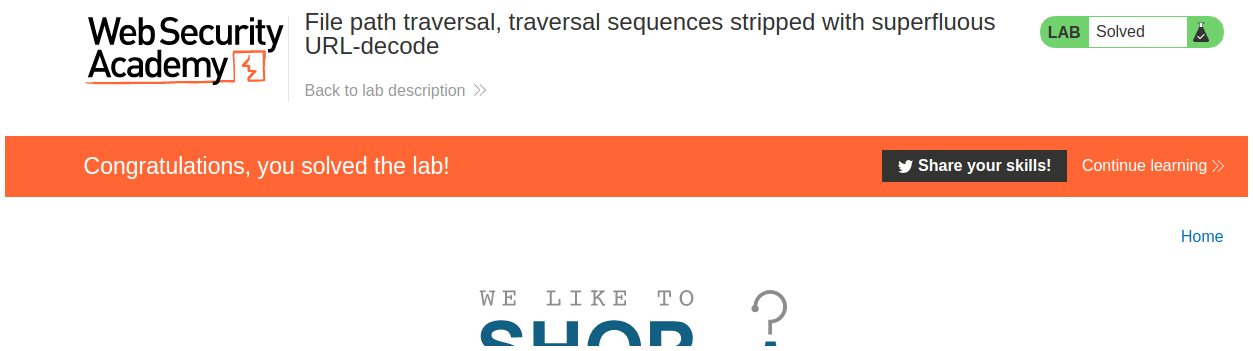 Web Security
Academy
File path traversal, traversal sequences stripped with superfluous
URL-decode
Back to lab description
LAB Solved
Congratulations, you solved the lab!
Share your skills!
Continue learning
Home
WE LIKE TO
SHOP